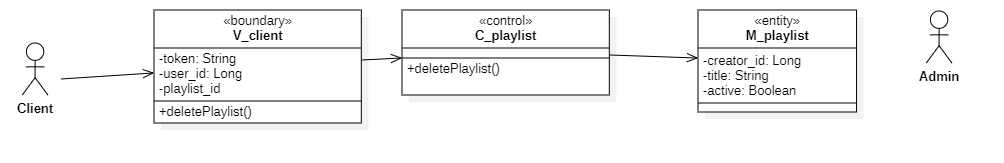 «boundary»
V_client
-token: String
-user_id: Long
-playlist_id
+deletePlaylist()
«control»
C_playlist
+deletePlaylist()
«entity»
M_playlist
-creator_id: Long
-title: String
-active: Boolean
Client
Admin